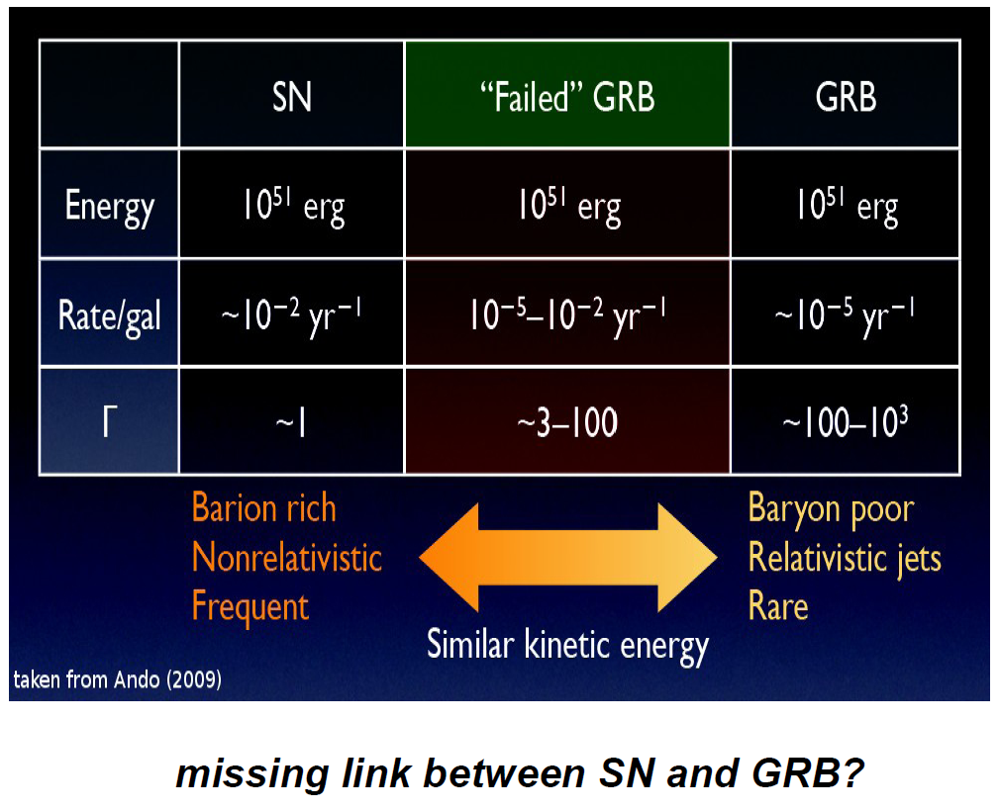 SN “Failed” GRB GRB
Energy 10⁵¹ erg 10⁵¹ erg 10⁵¹ erg
Rate/gal ~10⁻² yr⁻¹ 10⁻⁵–10⁻² yr⁻¹ ~10⁻⁵ yr⁻¹
Γ ~1 ~3–100 ~100–10³
Barion rich
Nonrelativistic
Frequent
Baryon poor
Relativistic jets
Rare
Similar kinetic energy
taken from Ando (2009)
missing link between SN and GRB?